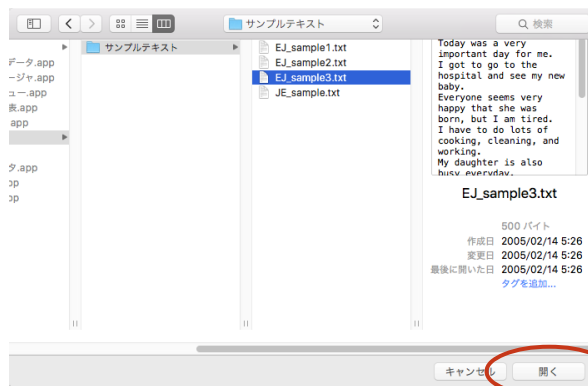 サンプルテキスト
検索
データ.app
ージャ.app
ュー.app
表.app
app
タ.app
pp
pp
サンプルテキスト
EJ_sample1.txt
EJ_sample2.txt
EJ_sample3.txt
JE_sample.txt
Today was a very
important day for me.
I got to go to the
hospital and see my new
baby.
Everyone seems very
happy that she was
born, but I am tired.
I have to do lots of
cooking, cleaning, and
working.
My daughter is also
busy everyday.
EJ_sample3.txt
500 バイト
作成日 2005/02/14 5:26
変更日 2005/02/14 5:26
最後に開いた日 2005/02/14 5:26
タグを追加...
キャンセル
開く